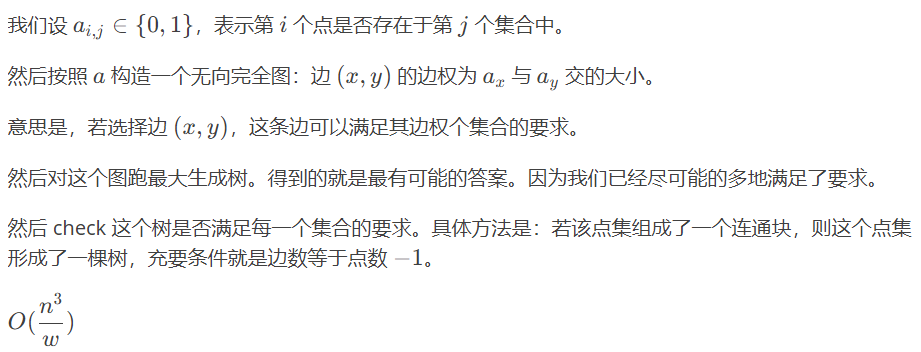 我们设 $a_{i,j} \in \{0,1\}$，表示第 $i$ 个点是否存在于第 $j$ 个集合中。
然后按照 $a$ 构造一个无向完全图：边 $(x,y)$ 的边权为 $a_x$ 与 $a_y$ 交的大小。
意思是，若选择边 $(x,y)$，这条边可以满足其边权个集合的要求。
然后对这个图跑最大生成树。得到的就是最有可能的答案。因为我们已经尽可能的多地满足了要求。
然后 check 这个树是否满足每一个集合的要求。具体方法是：若该点集组成了一个连通块，则这个点集
形成了一棵树，充要条件就是边数等于点数 $-1$。
$O(\frac{n^3}{w})$